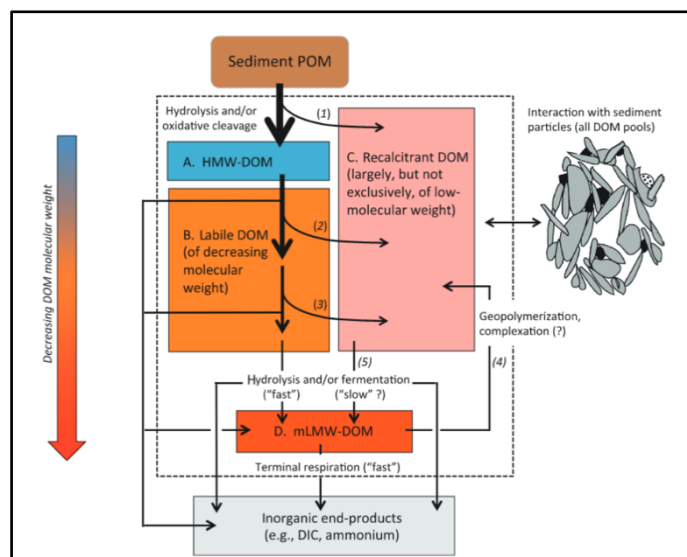 Sediment POM
Hydrolysis and/or
oxidative cleavage
(1)
Interaction with sediment
particles (all DOM pools)
A. HMW-DOM
C. Recalcitrant DOM
(largely, but not
exclusively, of low-
molecular weight)
B. Labile DOM
(of decreasing
molecular
weight)
(2)
(3)
Decreasing DOM molecular weight
Geopolymerization,
complexation (?)
(4)
(5)
Hydrolysis and/or fermentation
("fast")
("slow" ?)
D. mLMW-DOM
Terminal respiration ("fast")
Inorganic end-products
(e.g., DIC, ammonium)